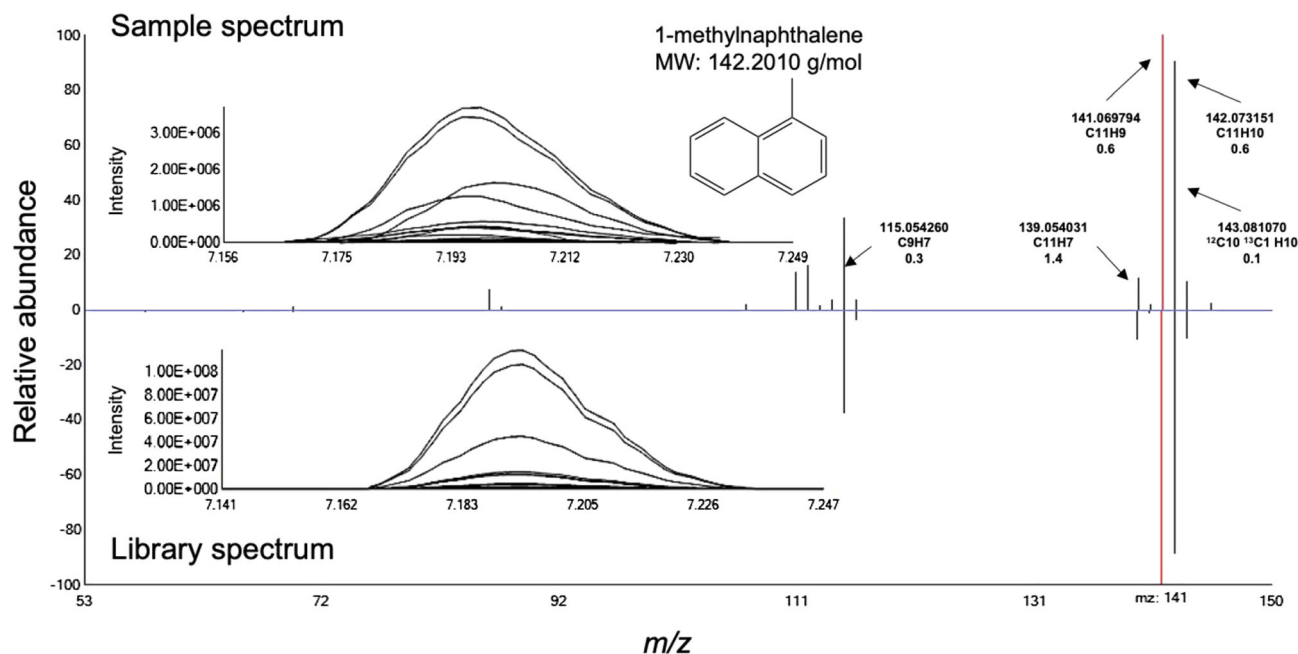 Sample spectrum
1-methylnaphthalene
MW: 142.2010 g/mol
100
80
60
40
20
0
-20
-40
-60
-80
-100
Relative abundance
Intensity
3.00E+006
2.00E+006
1.00E+006
0.00E+000
7.156
7.175
7.193
7.212
7.230
7.249
141.069794
C11H9
0.6
142.073151
C11H10
0.6
115.054260
C9H7
0.3
139.054031
C11H7
1.4
143.081070
¹²C10 ¹³C1 H10
0.1
Intensity
1.00E+008
8.00E+007
6.00E+007
4.00E+007
2.00E+007
0.00E+000
7.141
7.162
7.183
7.205
7.226
7.247
Library spectrum
53
72
92
111
131
mz: 141
150
m/z